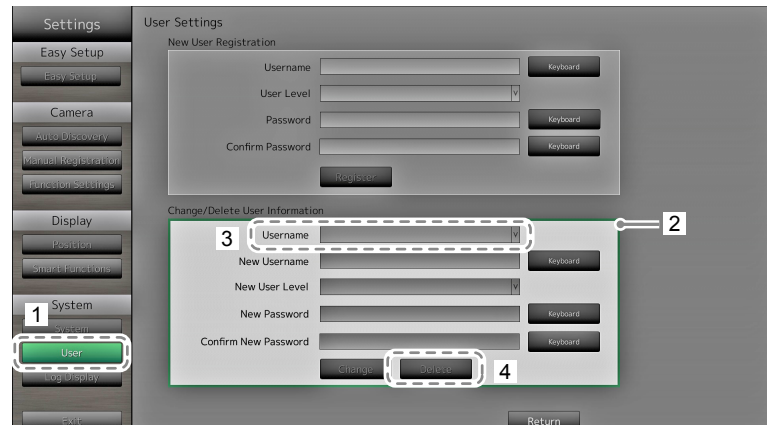 Settings
Easy Setup
Easy Setup
Camera
Auto Discovery
Manual Registration
Function Settings
Display
Position
Smart Functions
System
1
System
User
Log Display
Exit
User Settings
New User Registration
Username Keyboard
User Level v
Password Keyboard
Confirm Password Keyboard
Register
Change/Delete User Information
2
3 Username v
New Username Keyboard
New User Level v
New Password Keyboard
Confirm New Password Keyboard
Change Delete 4
Return